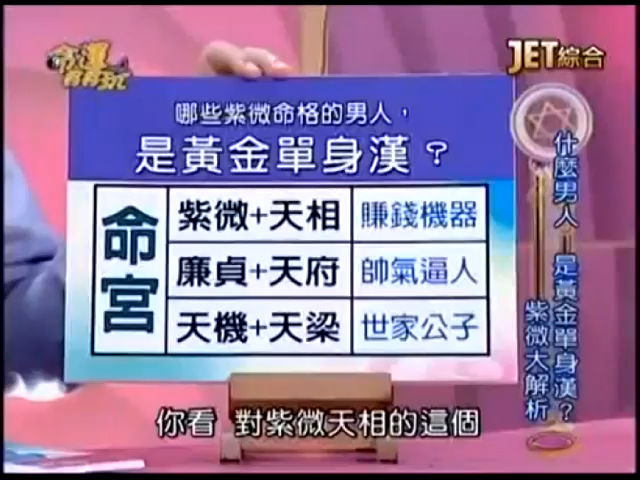 命運好好玩
JET綜合
哪些紫微命格的男人,
是黃金單身漢?
命宮
紫微+天相
賺錢機器
廉貞+天府
帥氣逼人
天機+天梁
世家公子
什麼男人 是黃金單身漢?
紫微大解析
你看 對紫微天相的這個